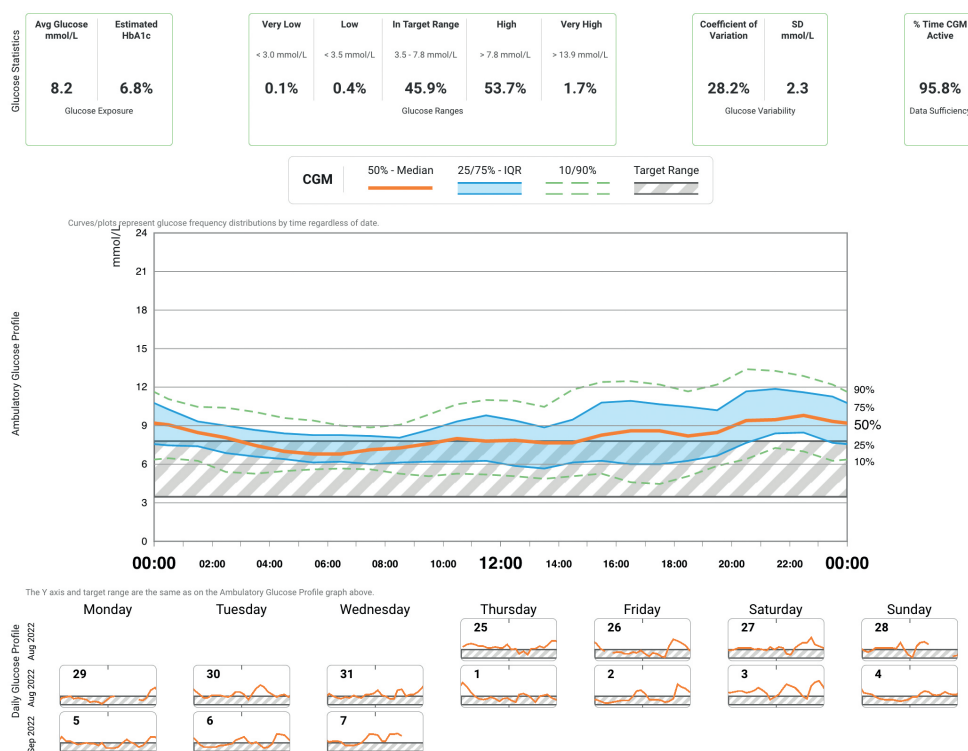 Glucose Statistics
Avg Glucose
mmol/L
Estimated
HbA1c
8.2
6.8%
Glucose Exposure
Very Low
Low
In Target Range
High
Very High
< 3.0 mmol/L
< 3.5 mmol/L
3.5 - 7.8 mmol/L
> 7.8 mmol/L
> 13.9 mmol/L
0.1%
0.4%
45.9%
53.7%
1.7%
Glucose Ranges
Coefficient of
Variation
SD
mmol/L
28.2%
2.3
Glucose Variability
% Time CGM
Active
95.8%
Data Sufficiency
CGM
50% - Median
25/75% - IQR
10/90%
Target Range
Curves/plots represent glucose frequency distributions by time regardless of date.
Ambulatory Glucose Profile
mmol/L
24
21
18
15
12
9
6
3
0
90%
75%
50%
25%
10%
00:00 02:00 04:00 06:00 08:00 10:00 12:00 14:00 16:00 18:00 20:00 22:00 00:00
The Y axis and target range are the same as on the Ambulatory Glucose Profile graph above.
Daily Glucose Profile
Monday Tuesday Wednesday Thursday Friday Saturday Sunday
Aug 2022
25 26 27 28
Aug 2022
29 30 31 1 2 3 4
Sep 2022
5 6 7